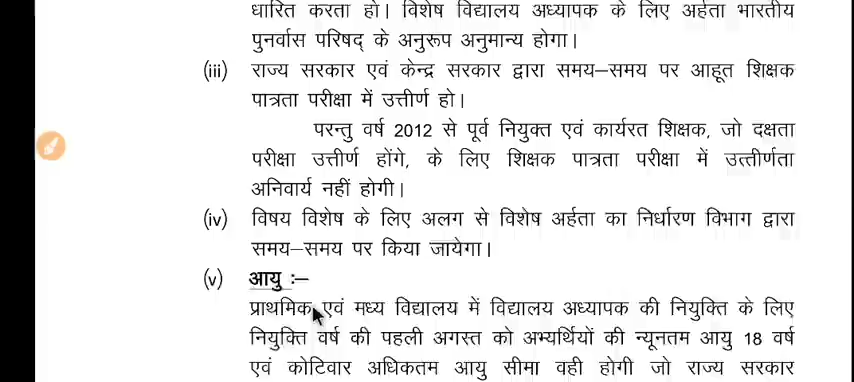 धारित करता हो। विशेष विद्यालय अध्यापक के लिए अर्हता भारतीय
पुनर्वास परिषद् के अनुरूप अनुमान्य होगा।
(iii) राज्य सरकार एवं केन्द्र सरकार द्वारा समय–समय पर आहूत शिक्षक
पात्रता परीक्षा में उत्तीर्ण हो।
परन्तु वर्ष 2012 से पूर्व नियुक्त एवं कार्यरत शिक्षक, जो दक्षता
परीक्षा उत्तीर्ण होंगे, के लिए शिक्षक पात्रता परीक्षा में उत्तीर्णता
अनिवार्य नहीं होगी।
(iv) विषय विशेष के लिए अलग से विशेष अर्हता का निर्धारण विभाग द्वारा
समय–समय पर किया जायेगा।
(v) आयु :–
प्राथमिक एवं मध्य विद्यालय में विद्यालय अध्यापक की नियुक्ति के लिए
नियुक्ति वर्ष की पहली अगस्त को अभ्यर्थियों की न्यूनतम आयु 18 वर्ष
एवं कोटिवार अधिकतम आयु सीमा वही होगी जो राज्य सरकार